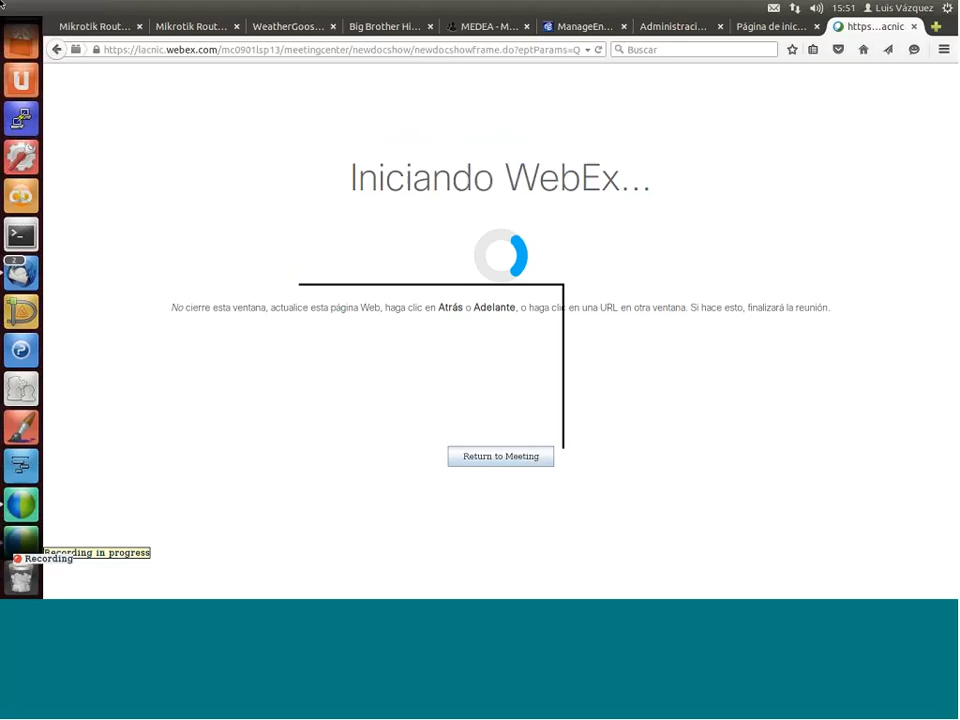 15:51 Luis Vázquez
Mikrotik Rout... Mikrotik Rout... WeatherGoos... Big Brother Hi... MEDEA - M... ManageEn... Administraci... Página de inic... https...acnic
https://lacnic.webex.com/mc0901lsp13/meetingcenter/newdocshow/newdocshowframe.do?eptParams=Q Buscar
Iniciando WebEx...
2
No cierre esta ventana, actualice esta página Web, haga clic en Atrás o Adelante, o haga clic en una URL en otra ventana. Si hace esto, finalizará la reunión.
Return to Meeting
Recording in progress
Recording